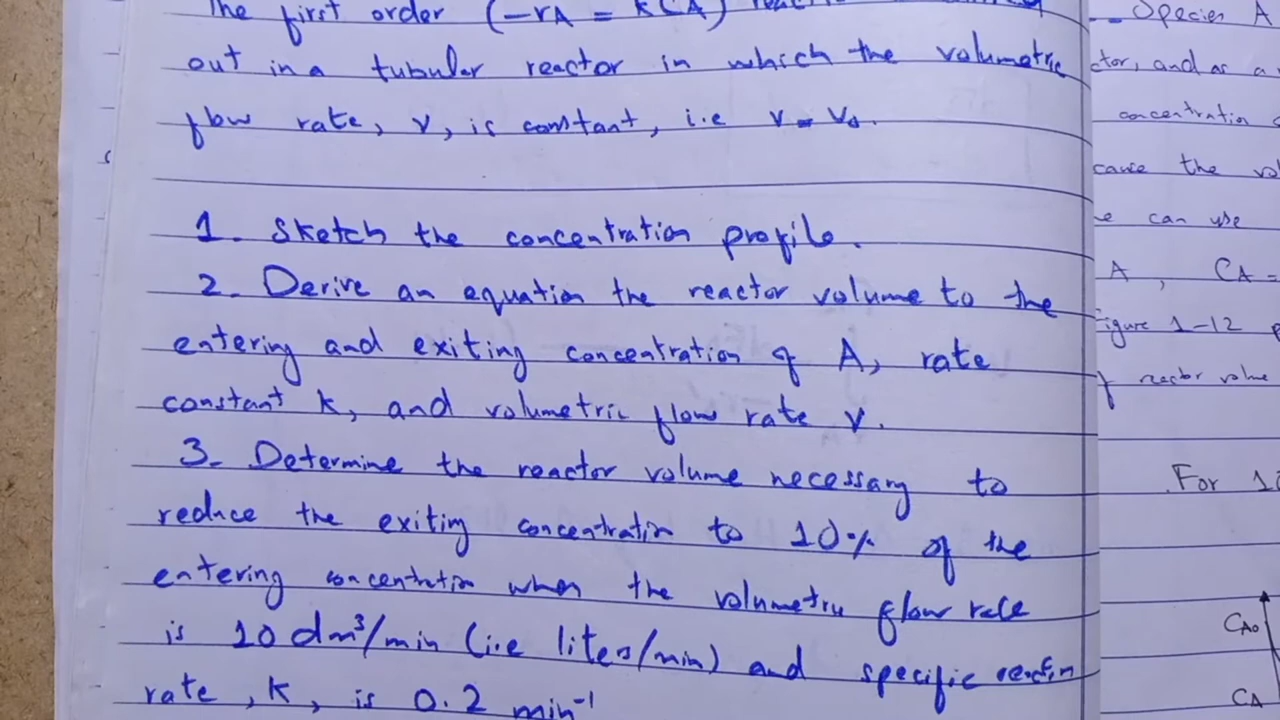 The first order (-rA = kCA)
out in a tubular reactor in which the volumetric
flow rate, v, is constant, i.e v = v₀.
1. Sketch the concentration profile.
2. Derive an equation the reactor volume to the
entering and exiting concentration of A, rate
constant k, and volumetric flow rate v.
3. Determine the reactor volume necessary to
reduce the exiting concentration to 10% of the
entering concentration when the volumetric flow rate
is 10 dm³/min (i.e liters/min) and specific reaction
rate, k, is 0.2 min⁻¹
Species A
ctor, and as a
concentration
cause the
can use
A, CA =
Figure 1-12
reactor volume
For
CA0
CA